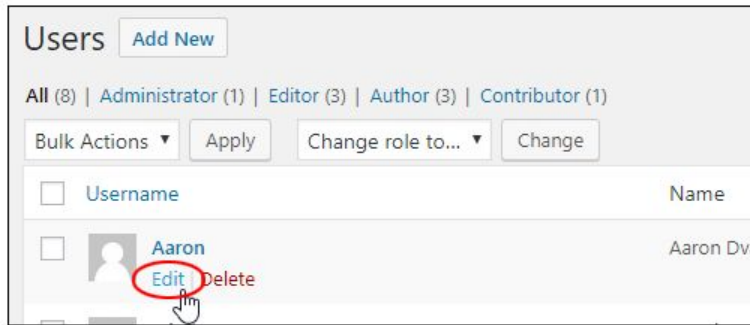 Users Add New
All (8) | Administrator (1) | Editor (3) | Author (3) | Contributor (1)
Bulk Actions Apply Change role to... Change
Username Name
Aaron Aaron Dv
Edit | Delete